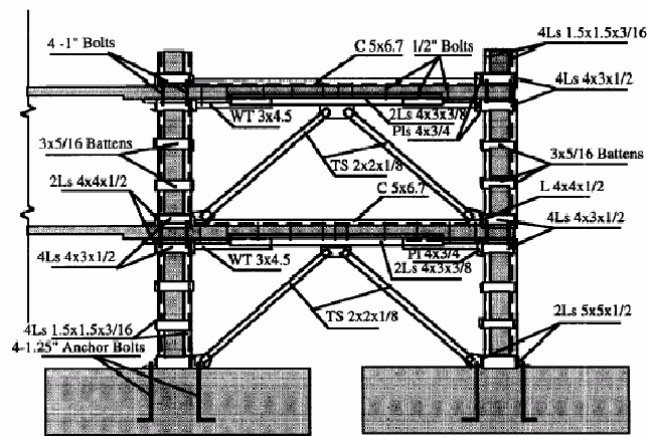 4Ls 1.5x1.5x3/16
4 -1" Bolts
C 5x6.7
1/2" Bolts
4Ls 4x3x1/2
WT 3x4.5
2Ls 4x3x3/8
Pls 4x3/4
3x5/16 Battens
3x5/16 Battens
TS 2x2x1/8
2Ls 4x4x1/2
C 5x6.7
L 4x4x1/2
4Ls 4x3x1/2
4Ls 4x3x1/2
WT 3x4.5
Pl 4x3/4
2Ls 4x3x3/8
4Ls 1.5x1.5x3/16
TS 2x2x1/8
2Ls 5x5x1/2
4-1.25" Anchor Bolts